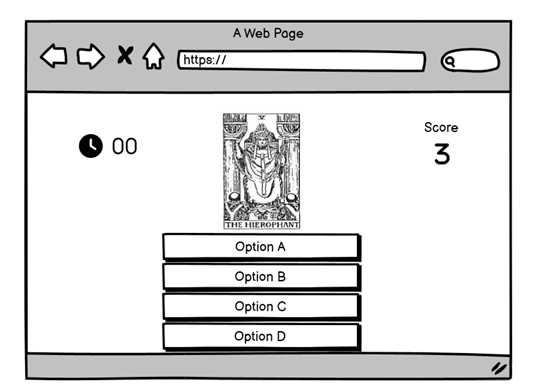 A Web Page
https://
00
Score
3
V
THE HIEROPHANT
Option A
Option B
Option C
Option D